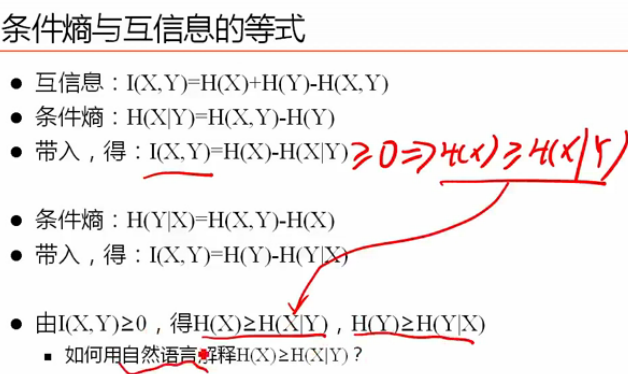 条件熵与互信息的等式
● 互信息：I(X,Y)=H(X)+H(Y)-H(X,Y)
● 条件熵：H(X|Y)=H(X,Y)-H(Y)
● 带入，得：I(X,Y)=H(X)-H(X|Y) ≥0⇒H(X)≥H(X|Y)
● 条件熵：H(Y|X)=H(X,Y)-H(X)
● 带入，得：I(X,Y)=H(Y)-H(Y|X)
● 由I(X,Y)≥0，得H(X)≥H(X|Y)，H(Y)≥H(Y|X)
■ 如何用自然语言解释H(X)≥H(X|Y)？